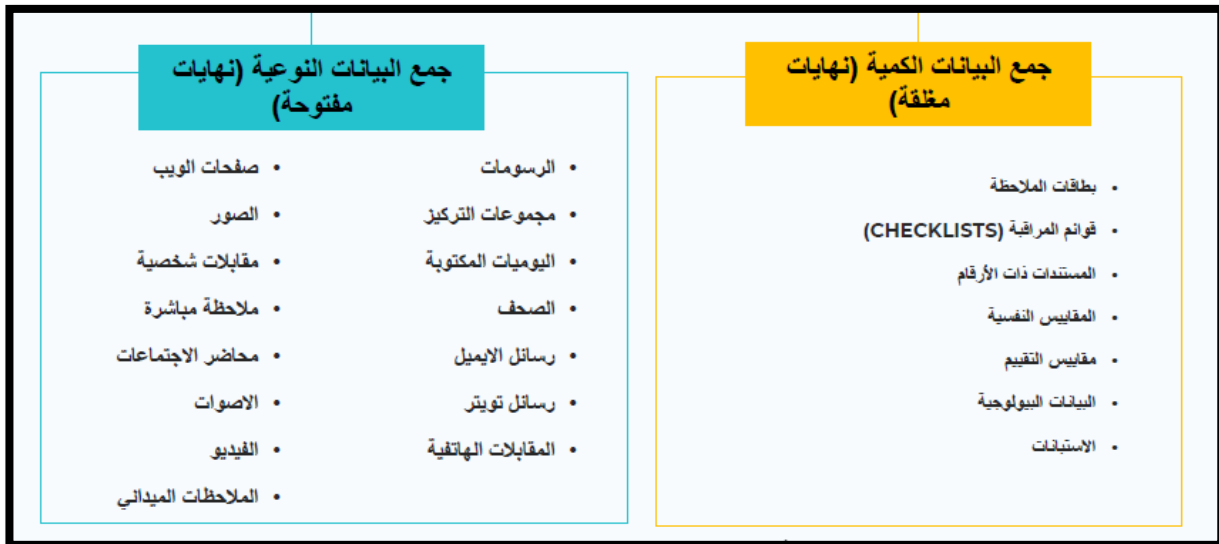 جمع البيانات الكمية (نهايات
مغلقة)
• بطاقات الملاحظة
• قوائم المراقبة (CHECKLISTS)
• المستندات ذات الأرقام
• المقاييس النفسية
• مقاييس التقييم
• البيانات البيولوجية
• الاستبانات
جمع البيانات النوعية (نهايات
مفتوحة)
• الرسومات
• مجموعات التركيز
• اليوميات المكتوبة
• الصحف
• رسائل الايميل
• رسائل تويتر
• المقابلات الهاتفية
• صفحات الويب
• الصور
• مقابلات شخصية
• ملاحظة مباشرة
• محاضر الاجتماعات
• الاصوات
• الفيديو
• الملاحظات الميداني